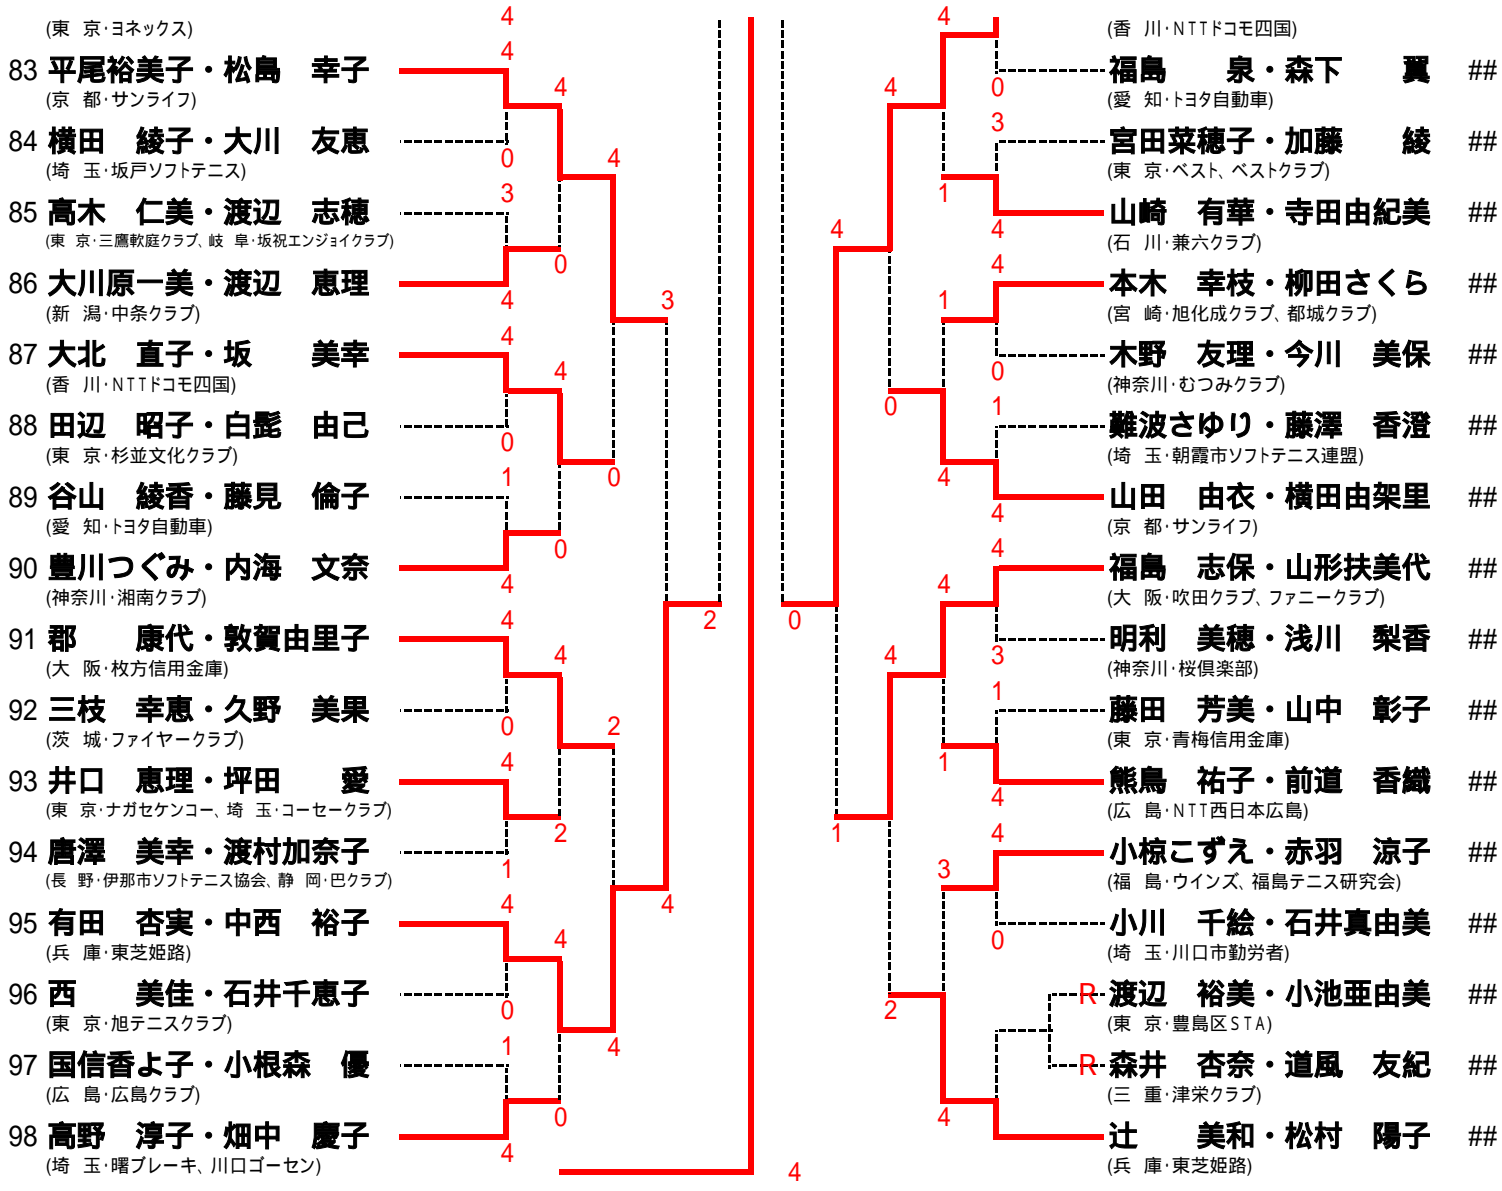 (東　京・ヨネックス)
83 平尾裕美子・松島　幸子
(京　都・サンライフ)
84 横田　綾子・大川　友恵
(埼　玉・坂戸ソフトテニス)
85 高木　仁美・渡辺　志穂
(東　京・三鷹軟庭クラブ、岐　阜・坂祝エンジョイクラブ)
86 大川原一美・渡辺　恵理
(新　潟・中条クラブ)
87 大北　直子・坂　　美幸
(香　川・NTTドコモ四国)
88 田辺　昭子・白髭　由己
(東　京・杉並文化クラブ)
89 谷山　綾香・藤見　倫子
(愛　知・トヨタ自動車)
90 豊川つぐみ・内海　文奈
(神奈川・湘南クラブ)
91 郡　　康代・敦賀由里子
(大　阪・枚方信用金庫)
92 三枝　幸恵・久野　美果
(茨　城・ファイヤークラブ)
93 井口　恵理・坪田　　愛
(東　京・ナガセケンコー、埼　玉・コーセークラブ)
94 唐澤　美幸・渡村加奈子
(長　野・伊那市ソフトテニス協会、静　岡・巴クラブ)
95 有田　杏実・中西　裕子
(兵　庫・東芝姫路)
96 西　　美佳・石井千恵子
(東　京・旭テニスクラブ)
97 国信香よ子・小根森　優
(広　島・広島クラブ)
98 高野　淳子・畑中　慶子
(埼　玉・曙ブレーキ、川口ゴーセン)
4
4
0
3
4
4
0
1
4
4
0
4
1
4
0
1
4
4
0
4
0
4
2
4
0
4
0
2
4
3
4
2
4
0
4
1
4
0
4
2
4
1
1
4
4
1
3
4
4
0
3
4
4
0
1
4
4
3
1
4
4
0
R
R
(香　川・NTTドコモ四国)
福島　　泉・森下　　翼 ##
(愛　知・トヨタ自動車)
宮田菜穂子・加藤　　綾 ##
(東　京・ベスト、ベストクラブ)
山崎　有華・寺田由紀美 ##
(石　川・兼六クラブ)
本木　幸枝・柳田さくら ##
(宮　崎・旭化成クラブ、都城クラブ)
木野　友理・今川　美保 ##
(神奈川・むつみクラブ)
難波さゆり・藤澤　香澄 ##
(埼　玉・朝霞市ソフトテニス連盟)
山田　由衣・横田由架里 ##
(京　都・サンライフ)
福島　志保・山形扶美代 ##
(大　阪・吹田クラブ、ファニークラブ)
明利　美穂・浅川　梨香 ##
(神奈川・桜倶楽部)
藤田　芳美・山中　彰子 ##
(東　京・青梅信用金庫)
熊鳥　祐子・前道　香織 ##
(広　島・NTT西日本広島)
小椋こずえ・赤羽　涼子 ##
(福　島・ウインズ、福島テニス研究会)
小川　千絵・石井真由美 ##
(埼　玉・川口市勤労者)
渡辺　裕美・小池亜由美 ##
(東　京・豊島区STA)
森井　杏奈・道風　友紀 ##
(三　重・津栄クラブ)
辻　　美和・松村　陽子 ##
(兵　庫・東芝姫路)